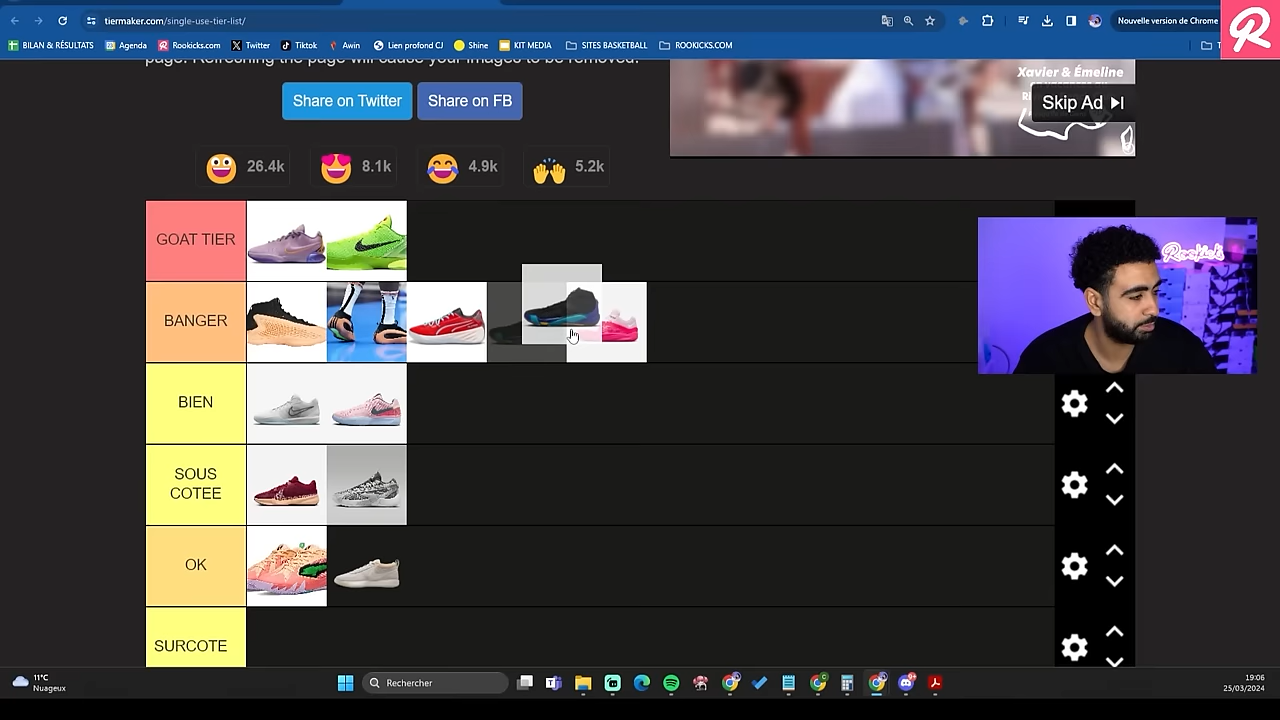 tiermaker.com/single-use-tier-list/
Nouvelle version de Chrome
BILAN & RÉSULTATS
Agenda
Rookicks.com
Twitter
Tiktok
Awin
Lien profond CJ
Shine
KIT MEDIA
SITES BASKETBALL
ROOKICKS.COM
R
page. Refreshing the page will cause your images to be removed.
Xavier & Émeline
Share on Twitter
Share on FB
Skip Ad
26.4k
8.1k
4.9k
5.2k
GOAT TIER
Rookicks
BANGER
BIEN
SOUS
COTEE
OK
SURCOTE
11°C
Nuageux
Rechercher
19:06
25/03/2024